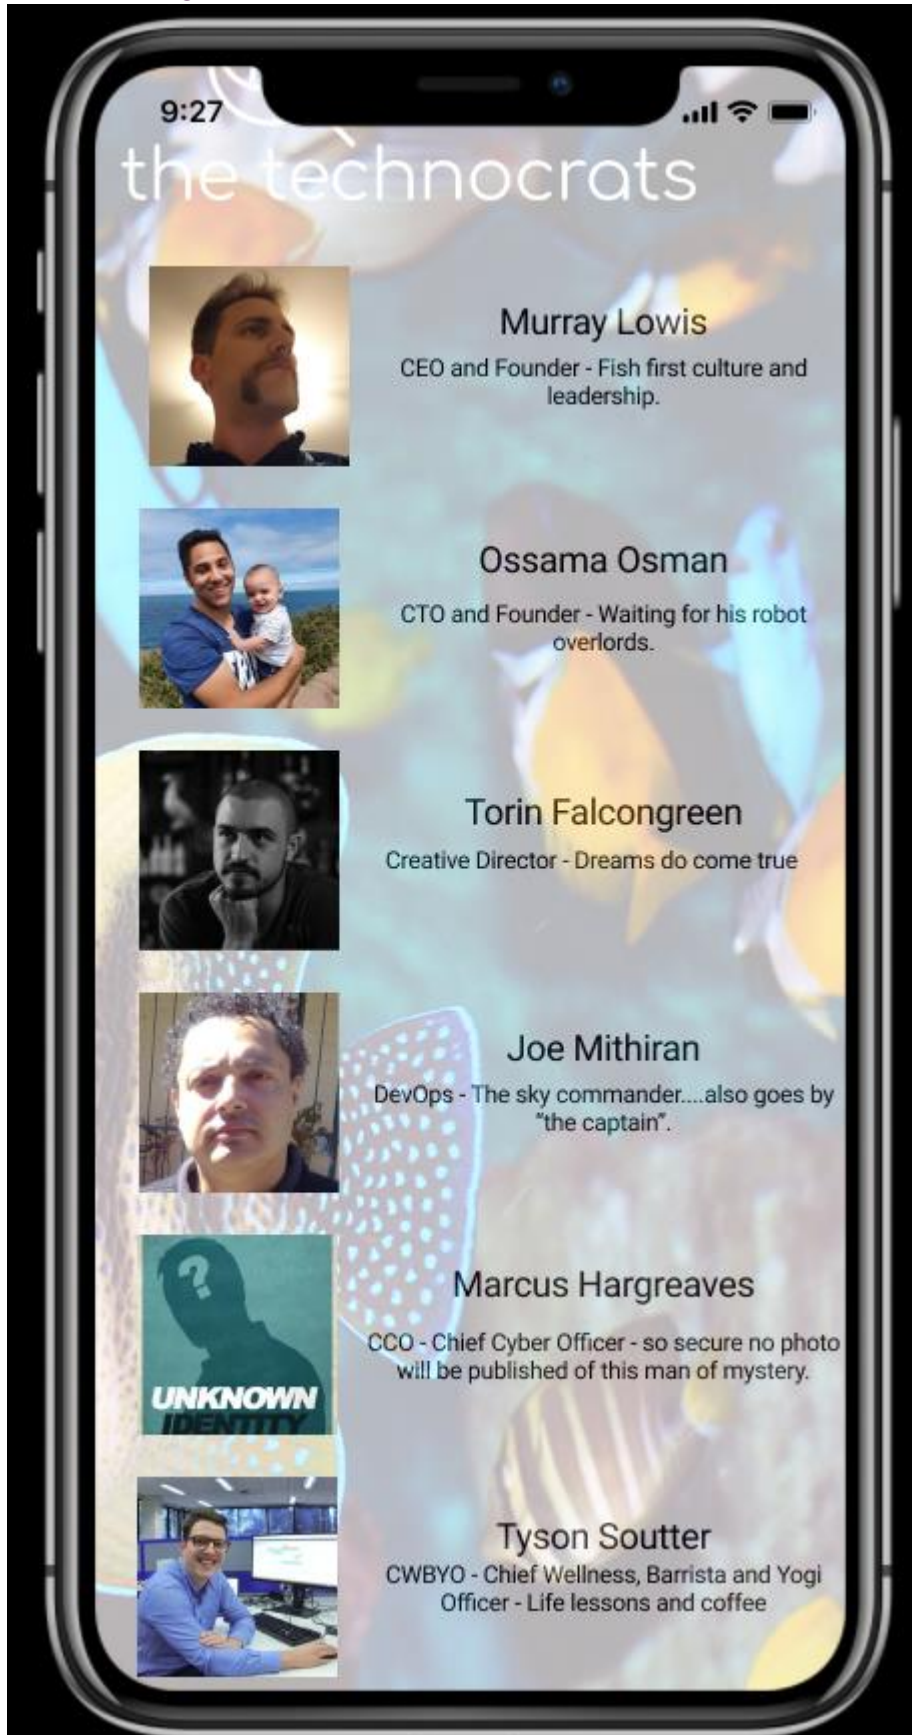 9:27
the technocrats
Murray Lowis
CEO and Founder - Fish first culture and
leadership.
Ossama Osman
CTO and Founder - Waiting for his robot
overlords.
Torin Falcongreen
Creative Director - Dreams do come true
Joe Mithiran
DevOps - The sky commander....also goes by
“the captain”.
Marcus Hargreaves
CCO - Chief Cyber Officer - so secure no photo
will be published of this man of mystery.
?
UNKNOWN
IDENTITY
Tyson Soutter
CWBYO - Chief Wellness, Barrista and Yogi
Officer - Life lessons and coffee